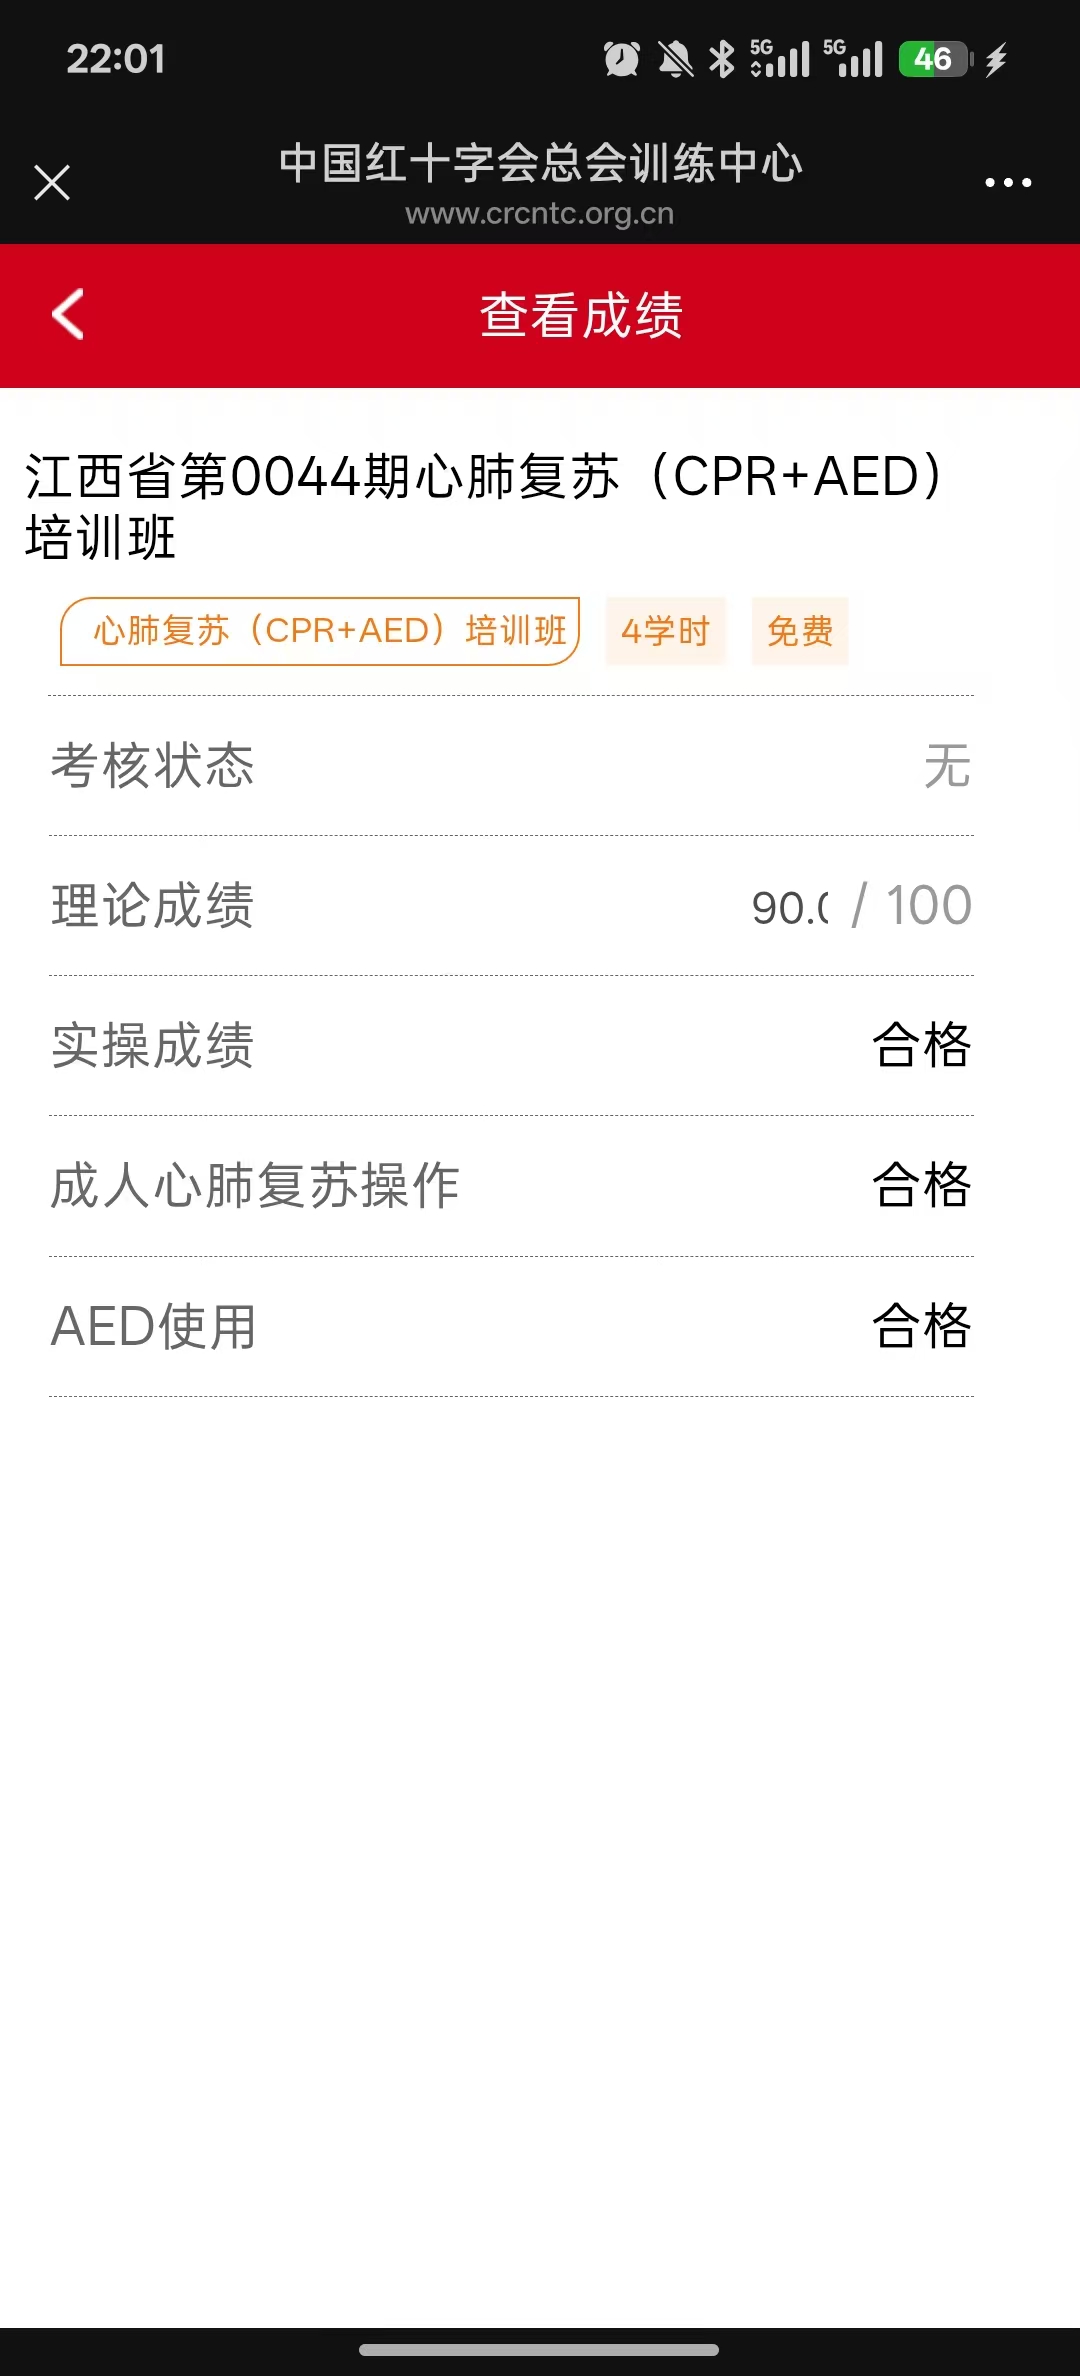 22:01
5G 5G 46
中国红十字会总会训练中心
www.crcntc.org.cn
查看成绩
江西省第0044期心肺复苏（CPR+AED）
培训班
心肺复苏（CPR+AED）培训班 4学时 免费
考核状态 无
理论成绩 90.0 / 100
实操成绩 合格
成人心肺复苏操作 合格
AED使用 合格